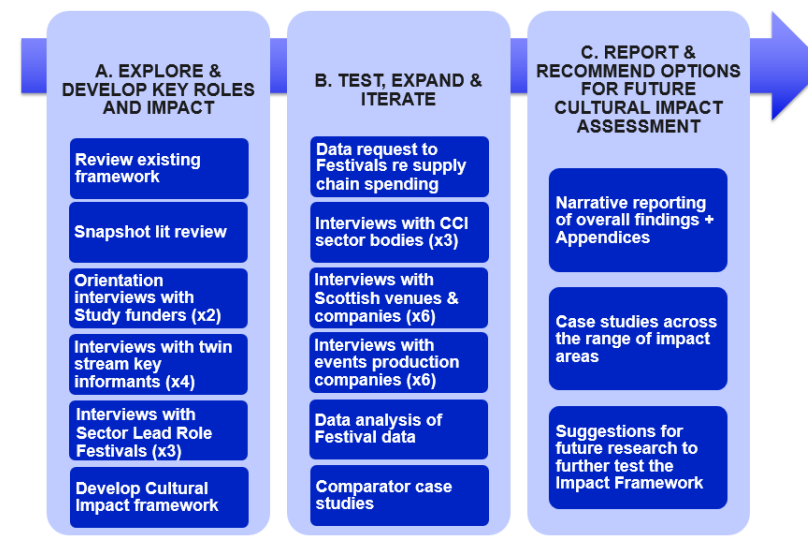 A. EXPLORE &
DEVELOP KEY ROLES
AND IMPACT
Review existing
framework
Snapshot lit review
Orientation
interviews with
Study funders (x2)
Interviews with twin
stream key
informants (x4)
Interviews with
Sector Lead Role
Festivals (x3)
Develop Cultural
Impact framework
B. TEST, EXPAND &
ITERATE
Data request to
Festivals re supply
chain spending
Interviews with CCI
sector bodies (x3)
Interviews with
Scottish venues &
companies (x6)
Interviews with
events production
companies (x6)
Data analysis of
Festival data
Comparator case
studies
C. REPORT &
RECOMMEND OPTIONS
FOR FUTURE
CULTURAL IMPACT
ASSESSMENT
Narrative reporting
of overall findings +
Appendices
Case studies across
the range of impact
areas
Suggestions for
future research to
further test the
Impact Framework